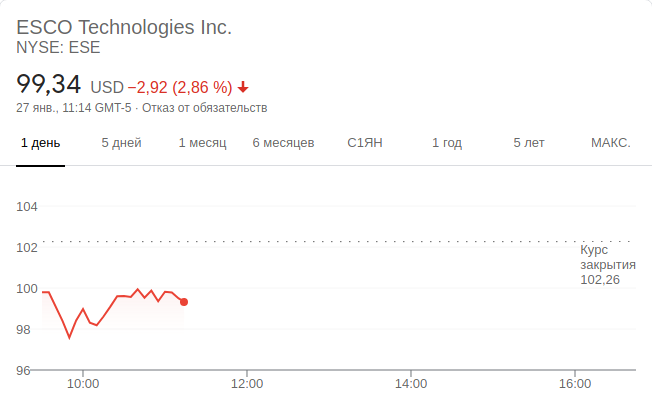 ESCO Technologies Inc.
NYSE: ESE
99,34 USD −2,92 (2,86 %)
27 янв., 11:14 GMT-5 · Отказ от обязательств
1 день 5 дней 1 месяц 6 месяцев С1ЯН 1 год 5 лет МАКС.
104
102
Курс
закрытия
102,26
100
98
96
10:00 12:00 14:00 16:00